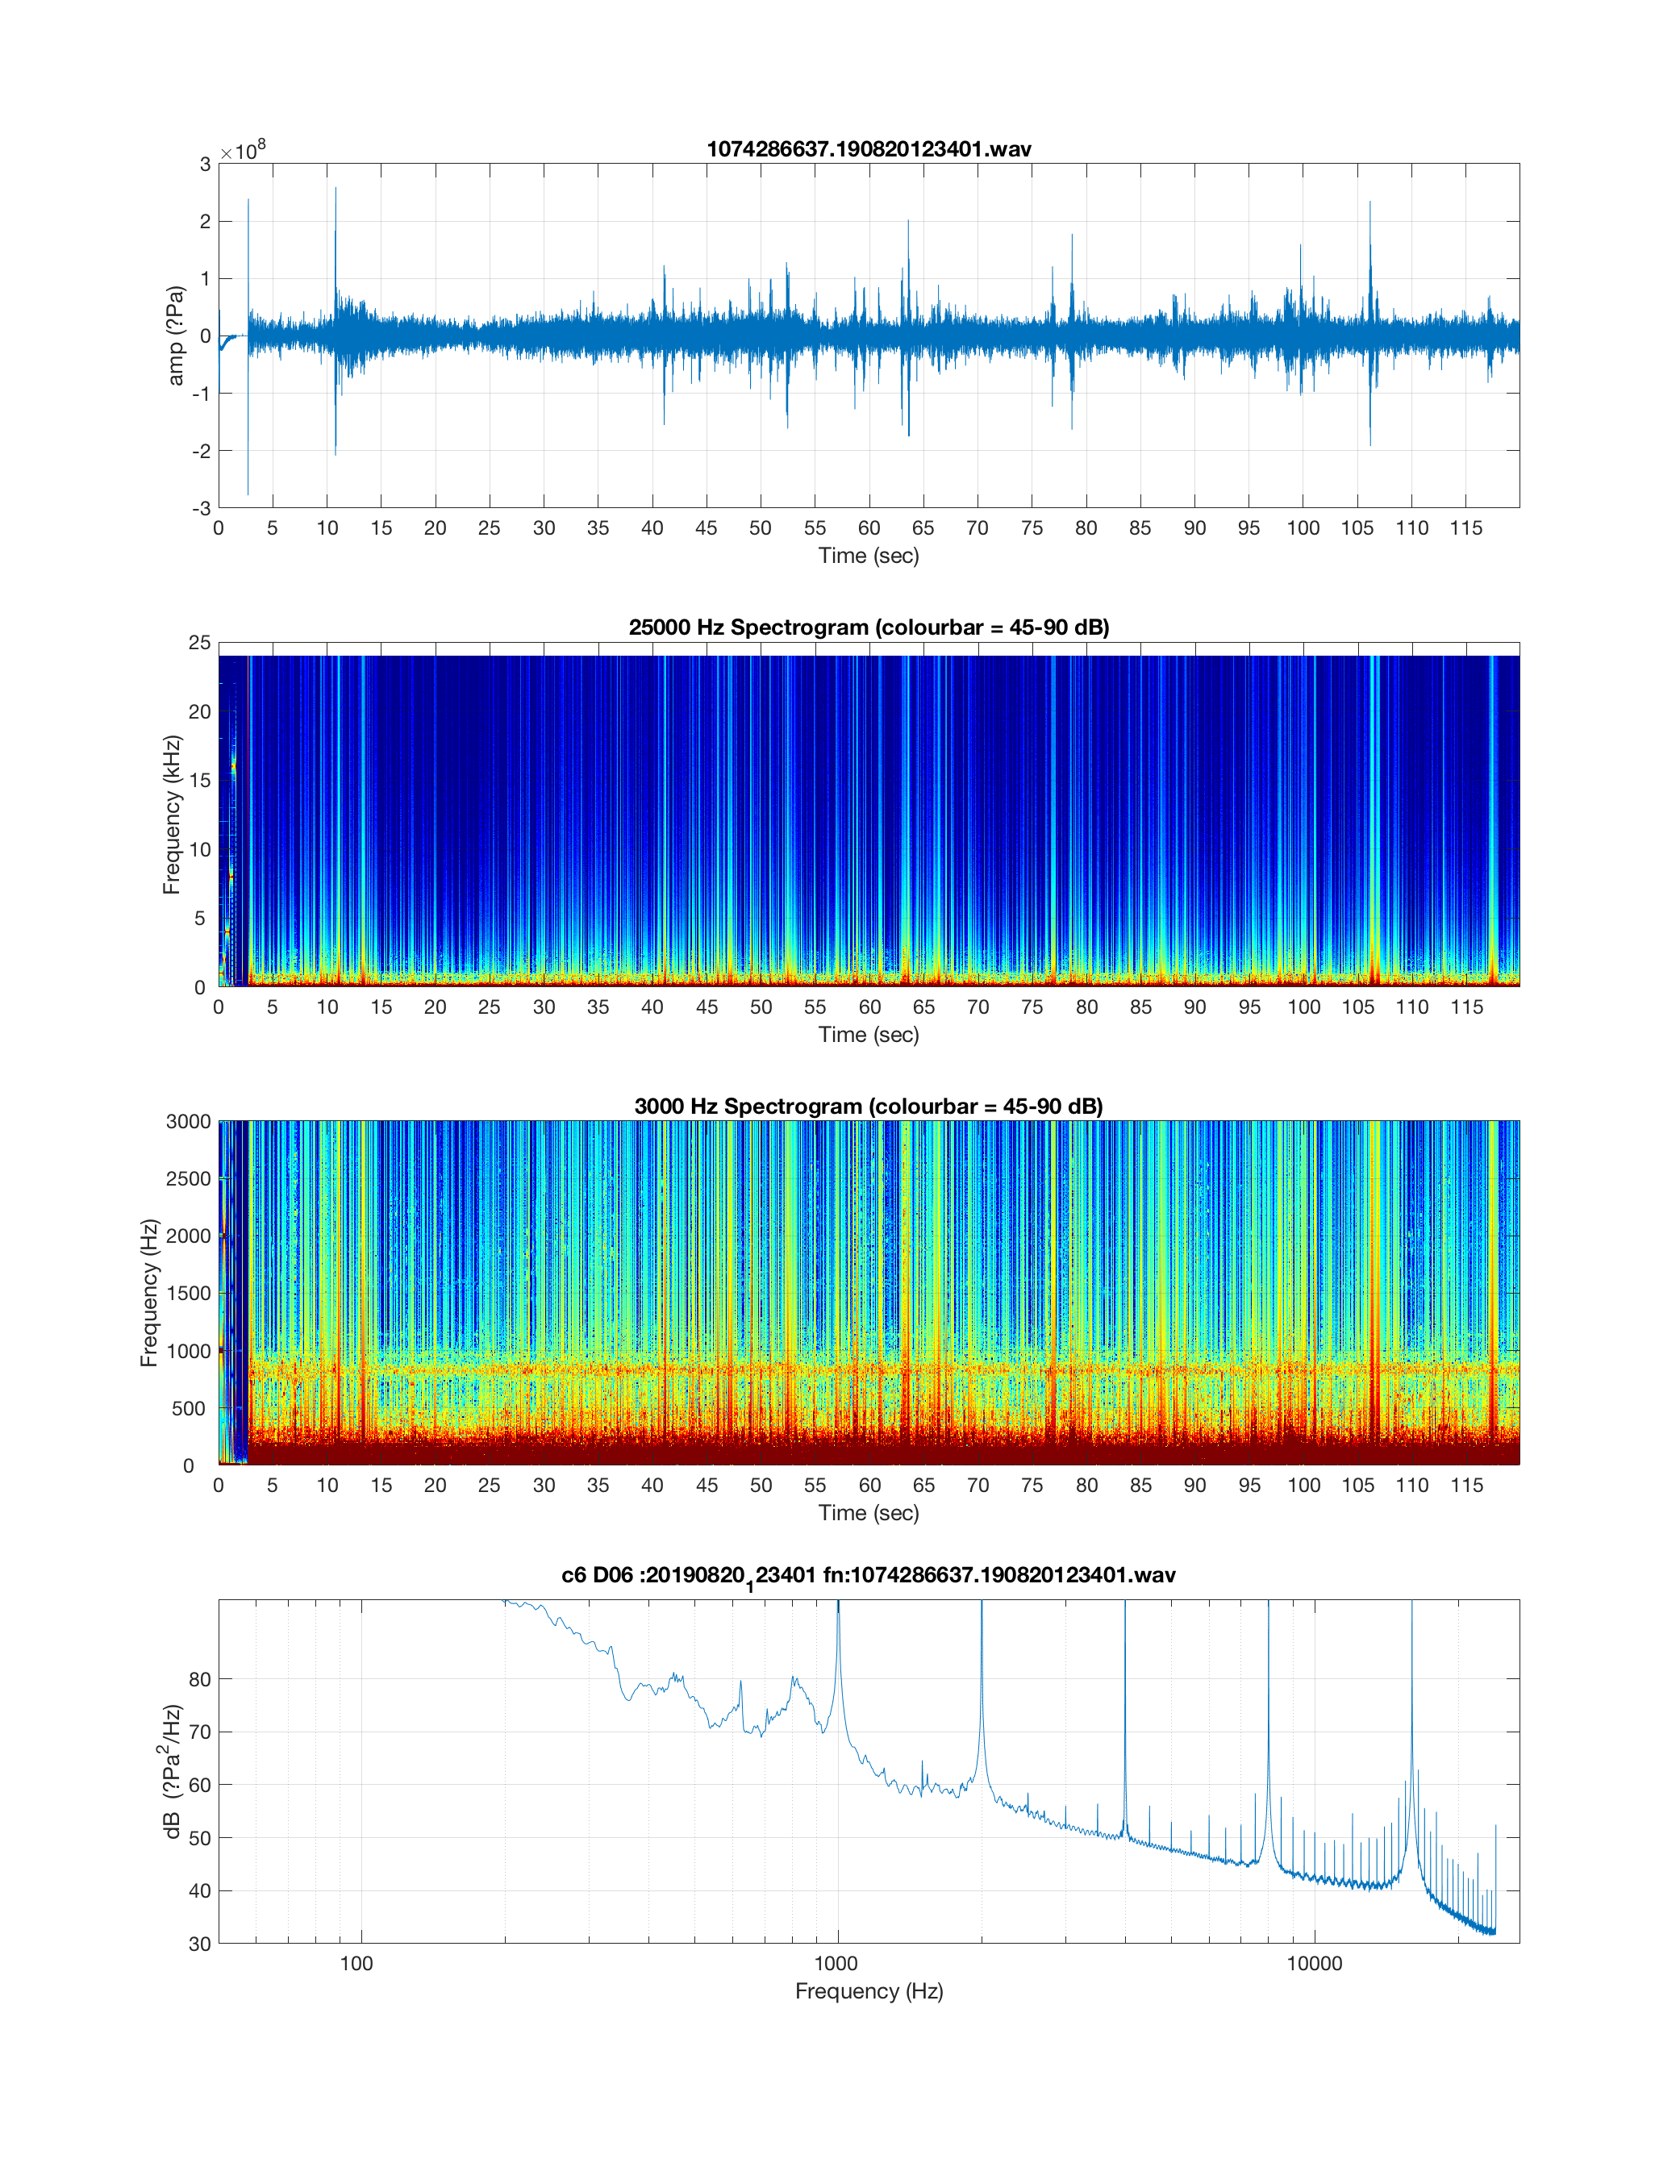 1074286637.190820123401.wav
×10⁸
3
2
1
0
-1
-2
-3
amp (?Pa)
0 5 10 15 20 25 30 35 40 45 50 55 60 65 70 75 80 85 90 95 100 105 110 115
Time (sec)
25000 Hz Spectrogram (colourbar = 45-90 dB)
25
20
15
10
5
0
Frequency (kHz)
0 5 10 15 20 25 30 35 40 45 50 55 60 65 70 75 80 85 90 95 100 105 110 115
Time (sec)
3000 Hz Spectrogram (colourbar = 45-90 dB)
3000
2500
2000
1500
1000
500
0
Frequency (Hz)
0 5 10 15 20 25 30 35 40 45 50 55 60 65 70 75 80 85 90 95 100 105 110 115
Time (sec)
c6 D06 :20190820₁23401 fn:1074286637.190820123401.wav
80
70
60
50
40
30
dB (?Pa²/Hz)
100 1000 10000
Frequency (Hz)